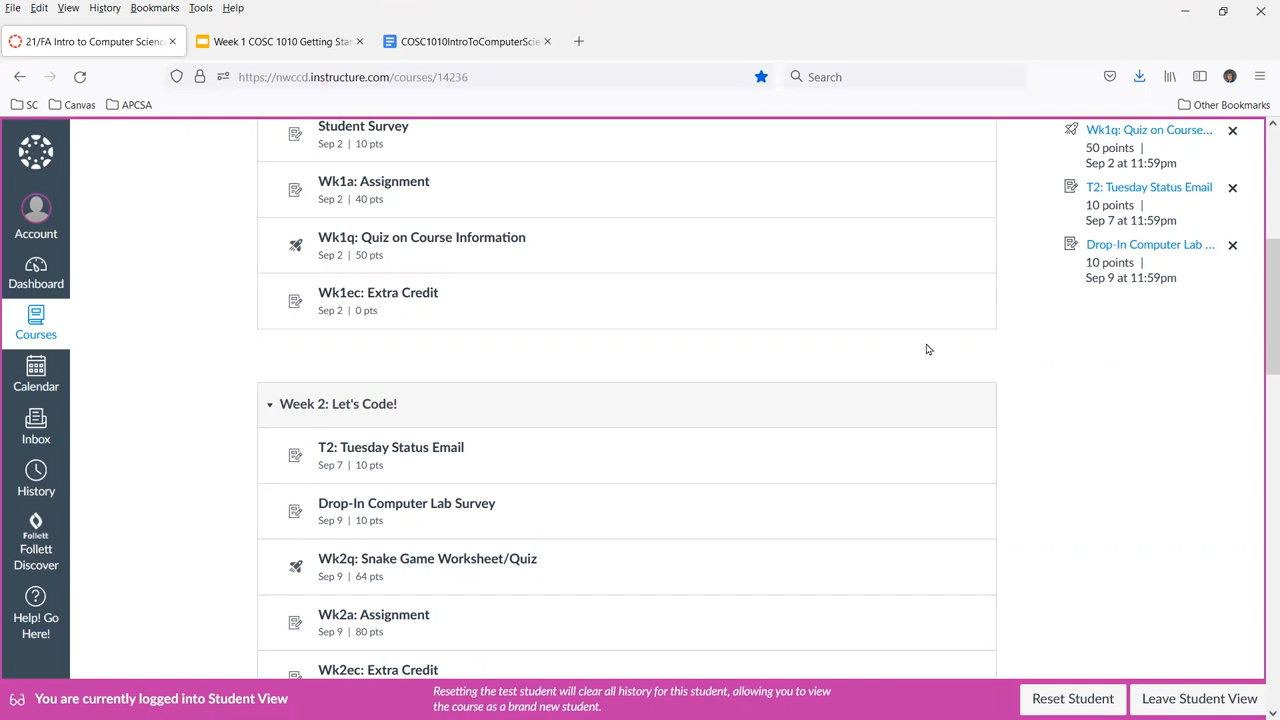 File Edit View History Bookmarks Tools Help
21/FA Intro to Computer Scienc
Week 1 COSC 1010 Getting Star
COSC1010IntroToComputerScie
https://nwccd.instructure.com/courses/14236
Search
SC Canvas APCSA Other Bookmarks
Account
Dashboard
Courses
Calendar
Inbox
History
Follett
Follett
Discover
Help! Go
Here!
Student Survey
Sep 2 | 10 pts
Wk1a: Assignment
Sep 2 | 40 pts
Wk1q: Quiz on Course Information
Sep 2 | 50 pts
Wk1ec: Extra Credit
Sep 2 | 0 pts
Week 2: Let's Code!
T2: Tuesday Status Email
Sep 7 | 10 pts
Drop-In Computer Lab Survey
Sep 9 | 10 pts
Wk2q: Snake Game Worksheet/Quiz
Sep 9 | 64 pts
Wk2a: Assignment
Sep 9 | 80 pts
Wk2ec: Extra Credit
Wk1q: Quiz on Course...
50 points |
Sep 2 at 11:59pm
T2: Tuesday Status Email
10 points |
Sep 7 at 11:59pm
Drop-In Computer Lab ...
10 points |
Sep 9 at 11:59pm
You are currently logged into Student View
Resetting the test student will clear all history for this student, allowing you to view
the course as a brand new student.
Reset Student
Leave Student View